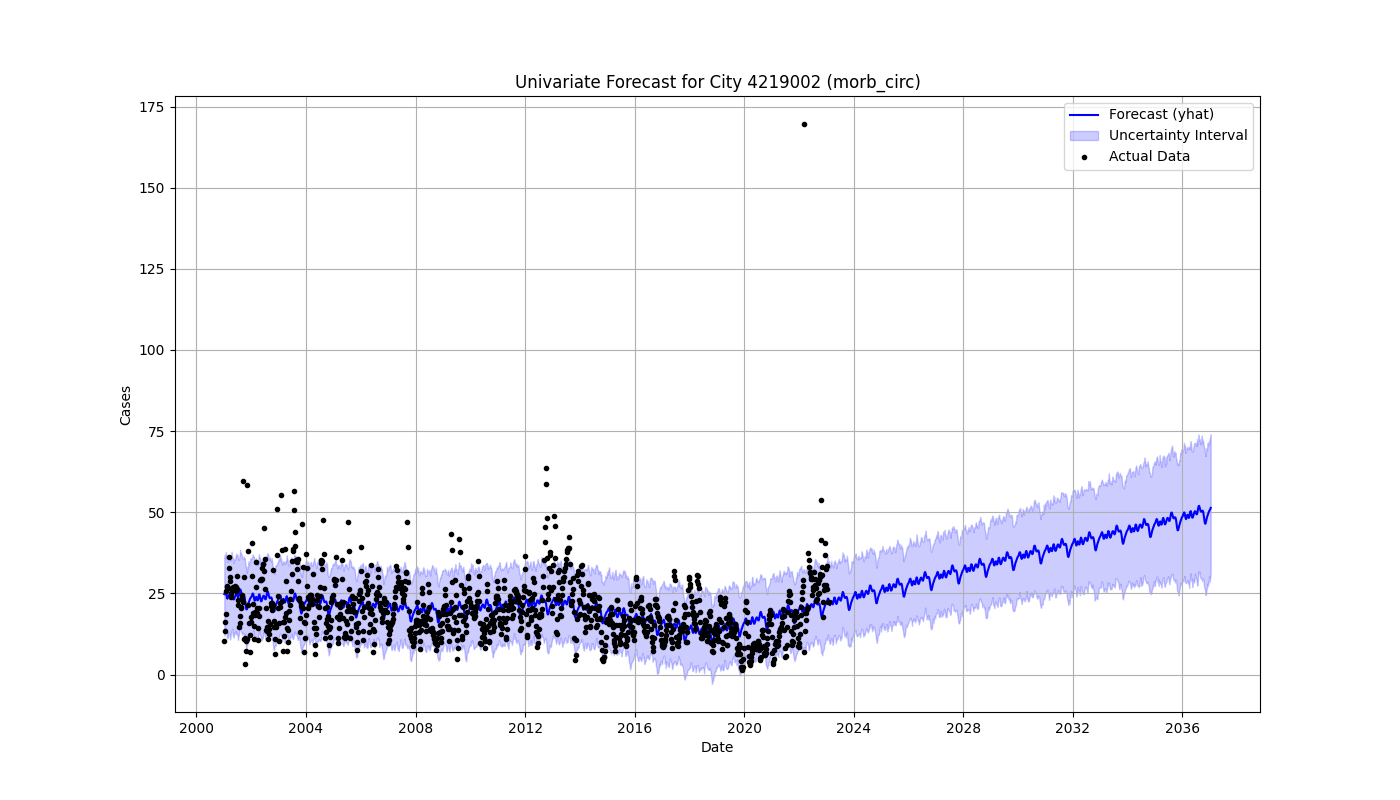 Univariate Forecast for City 4219002 (morb_circ)
Forecast (yhat)
Uncertainty Interval
Actual Data
Cases
175
150
125
100
75
50
25
0
2000 2004 2008 2012 2016 2020 2024 2028 2032 2036
Date